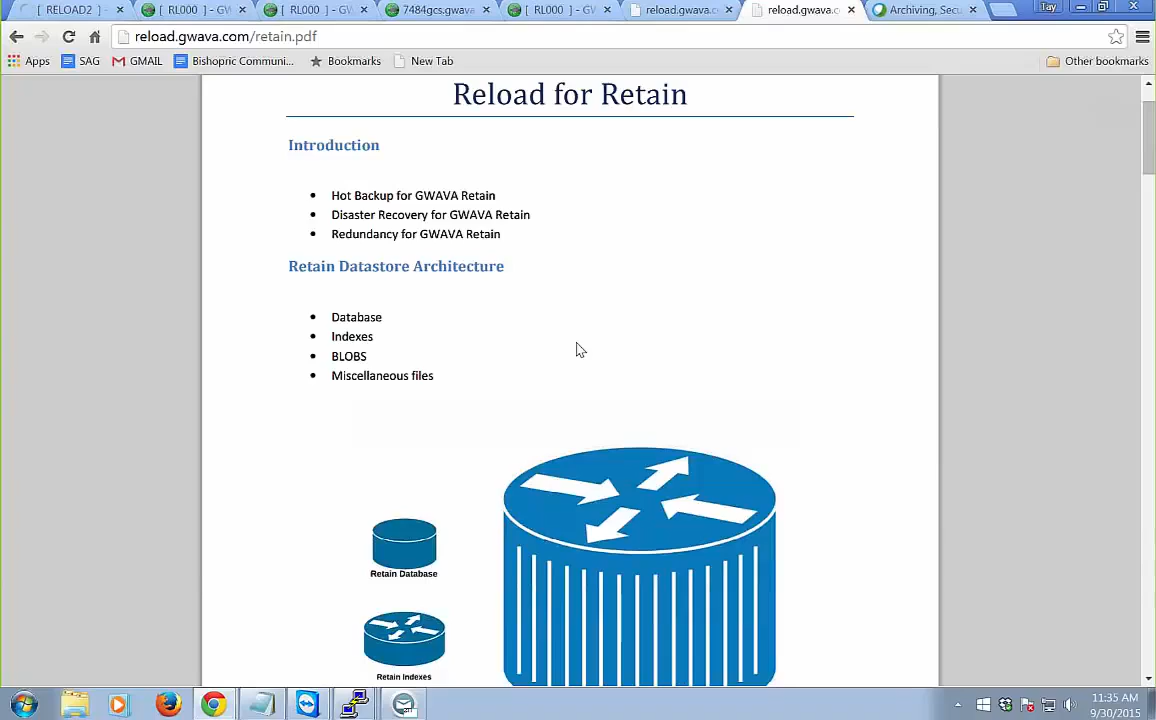 [ RELOAD2 ] -
[ RL000 ] - GV
[ RL000 ] - GV
7484gcs.gwava
[ RL000 ] - GV
reload.gwava.c
reload.gwava.c
Archiving, Secu
Tay
reload.gwava.com/retain.pdf
Apps
SAG
GMAIL
Bishopric Communi...
Bookmarks
New Tab
Other bookmarks
Reload for Retain
Introduction
• Hot Backup for GWAVA Retain
• Disaster Recovery for GWAVA Retain
• Redundancy for GWAVA Retain
Retain Datastore Architecture
• Database
• Indexes
• BLOBS
• Miscellaneous files
Retain Database
Retain Indexes
11:35 AM
9/30/2015